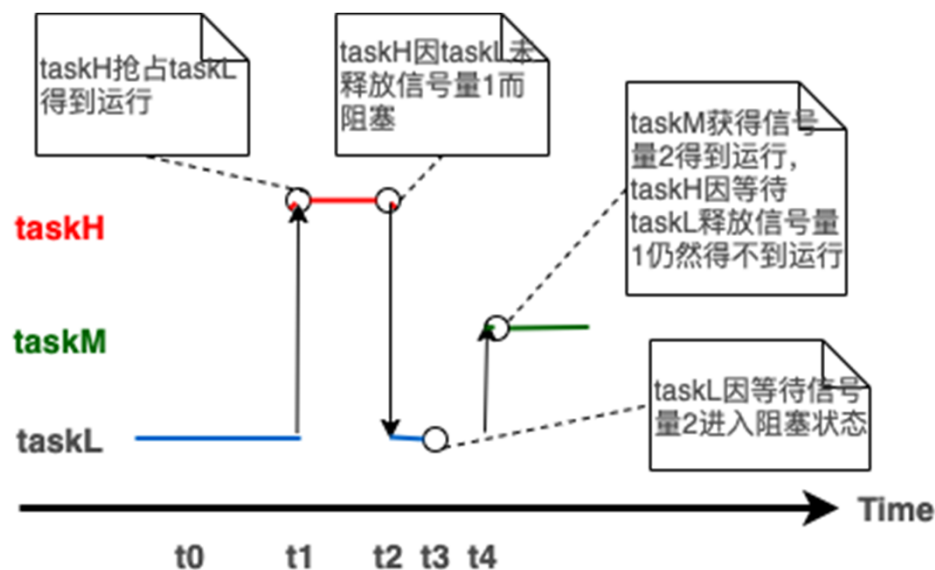 taskH抢占taskL
得到运行
taskH因taskL未
释放信号量1而
阻塞
taskM获得信号
量2得到运行，
taskH因等待
taskL释放信号量
1仍然得不到运行
taskH
taskM
taskL因等待信号
量2进入阻塞状态
taskL
Time
t0
t1
t2
t3
t4